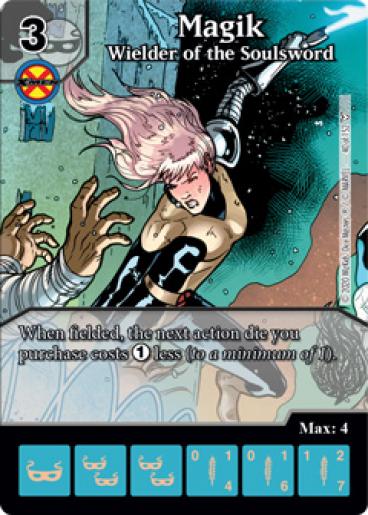 3
Magik
Wielder of the Soulsword
X-MEN
When fielded, the next action die you
purchase costs 1 less (to a minimum of 1).
Max: 4
0 1 4
0 1 6
1 2 7